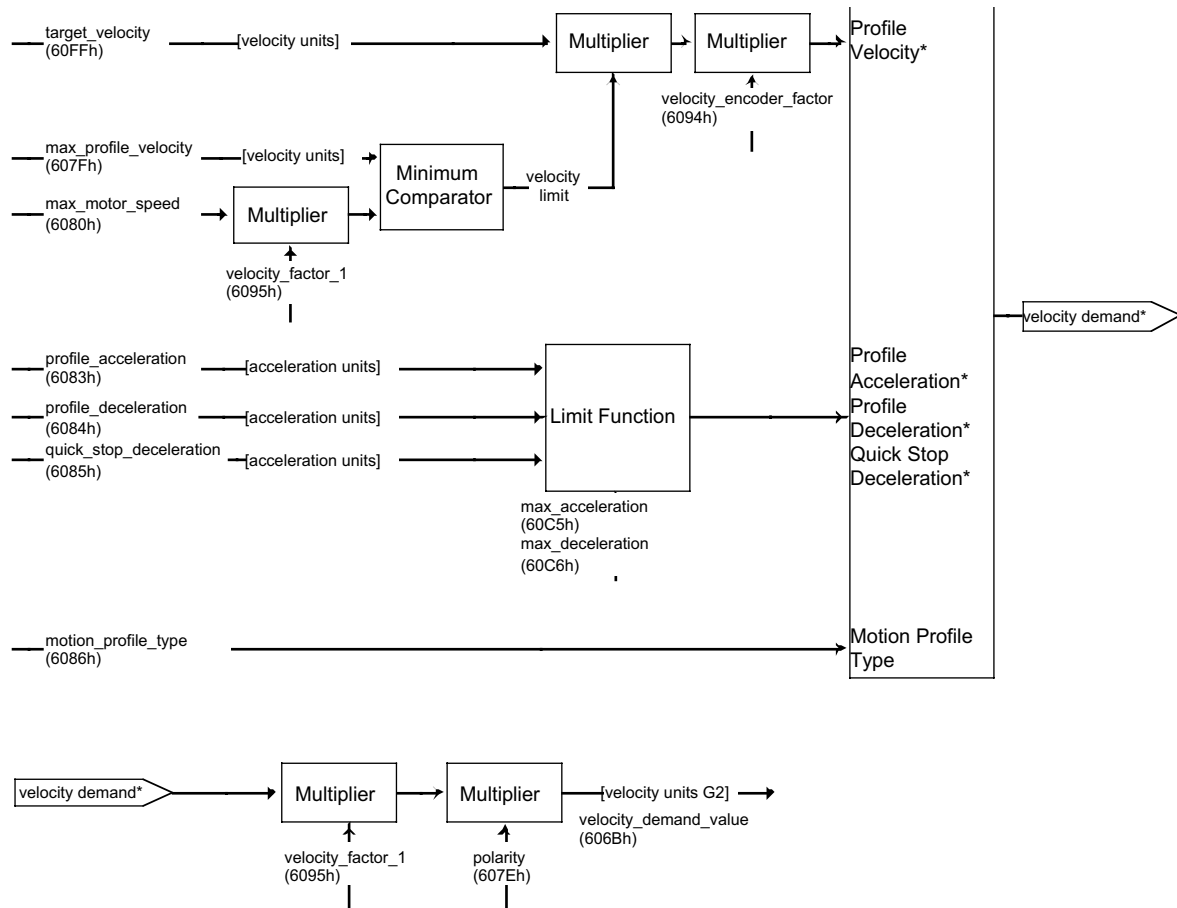 target_velocity
(60FFh)
[velocity units]
Multiplier
Multiplier
Profile
Velocity*
velocity_encoder_factor
(6094h)
max_profile_velocity
(607Fh)
[velocity units]
Minimum
Comparator
velocity
limit
max_motor_speed
(6080h)
Multiplier
velocity_factor_1
(6095h)
velocity demand*
profile_acceleration
(6083h)
[acceleration units]
profile_deceleration
(6084h)
[acceleration units]
quick_stop_deceleration
(6085h)
[acceleration units]
Limit Function
max_acceleration
(60C5h)
max_deceleration
(60C6h)
Profile
Acceleration*
Profile
Deceleration*
Quick Stop
Deceleration*
motion_profile_type
(6086h)
Motion Profile
Type
velocity demand*
Multiplier
Multiplier
[velocity units G2]
velocity_demand_value
(606Bh)
velocity_factor_1
(6095h)
polarity
(607Eh)